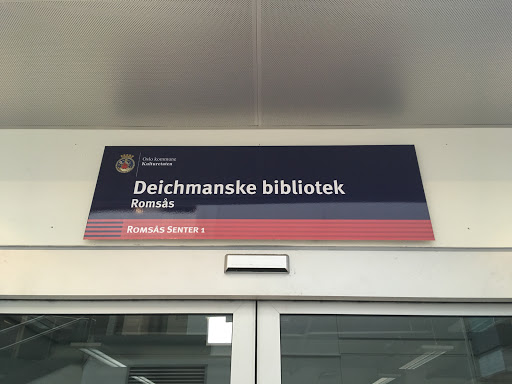 Oslo kommune
Kulturetaten
Deichmanske bibliotek
Romsås
ROMSÅS SENTER 1